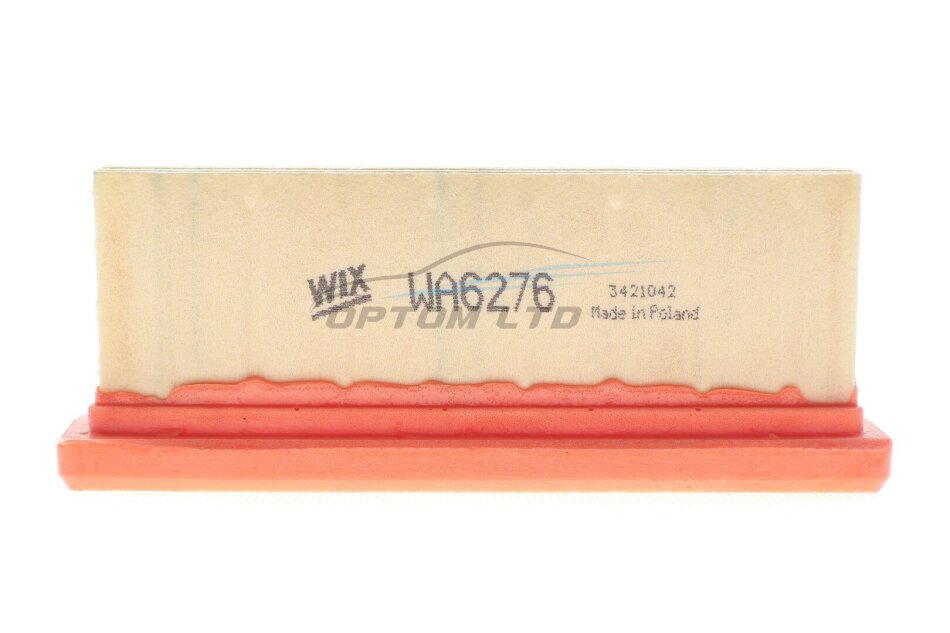 WIX WA6276 3421042
Made in Poland
OPTOM LTD